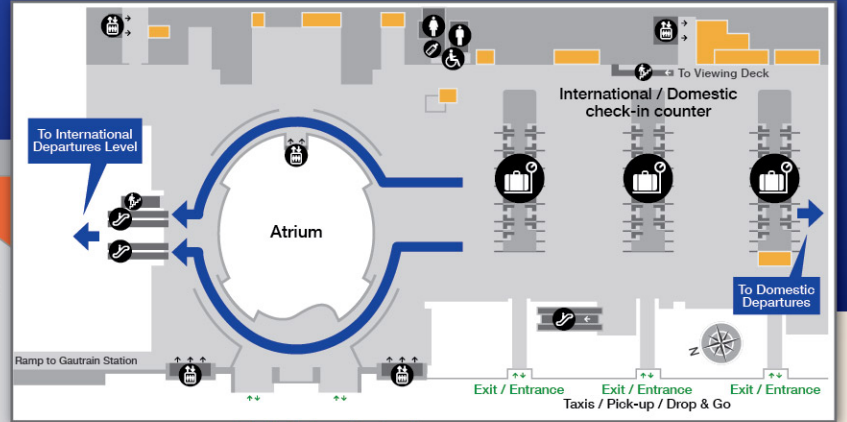 To Viewing Deck
International / Domestic
check-in counter
To International
Departures Level
Atrium
To Domestic
Departures
N
Ramp to Gautrain Station
Exit / Entrance
Exit / Entrance
Exit / Entrance
Taxis / Pick-up / Drop & Go